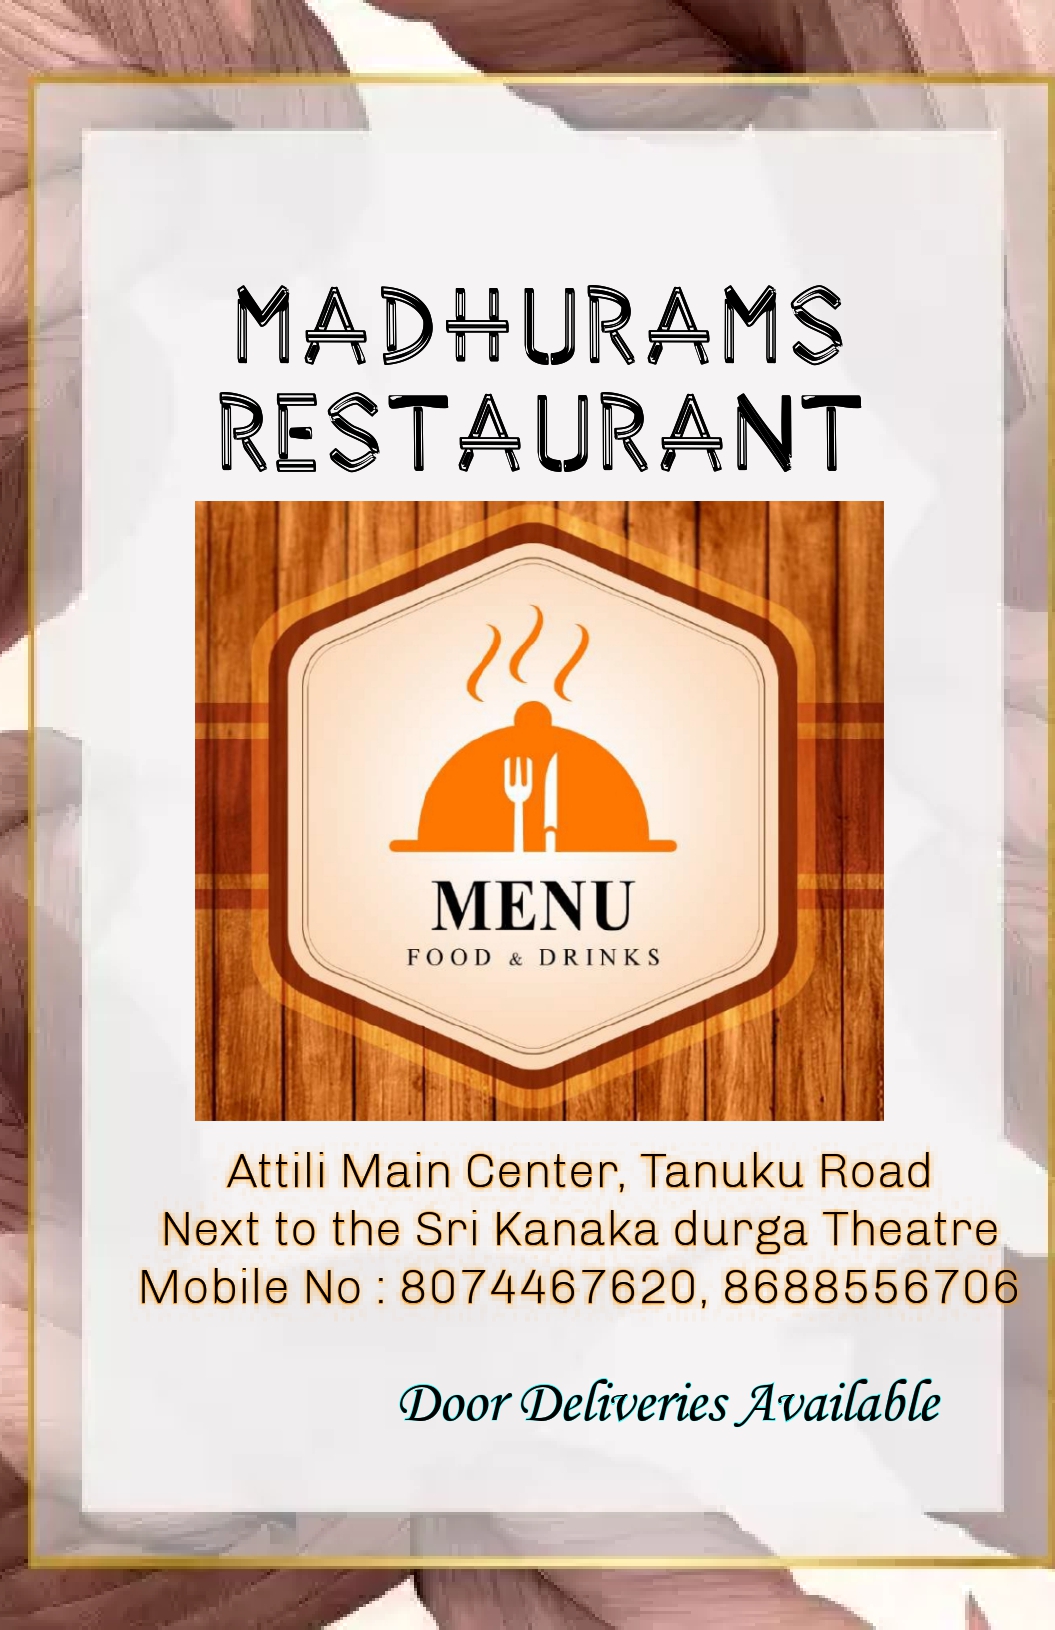 MADHURAMS
RESTAURANT
MENU
FOOD & DRINKS
Attili Main Center, Tanuku Road
Next to the Sri Kanaka durga Theatre
Mobile No : 8074467620, 8688556706
Door Deliveries Available